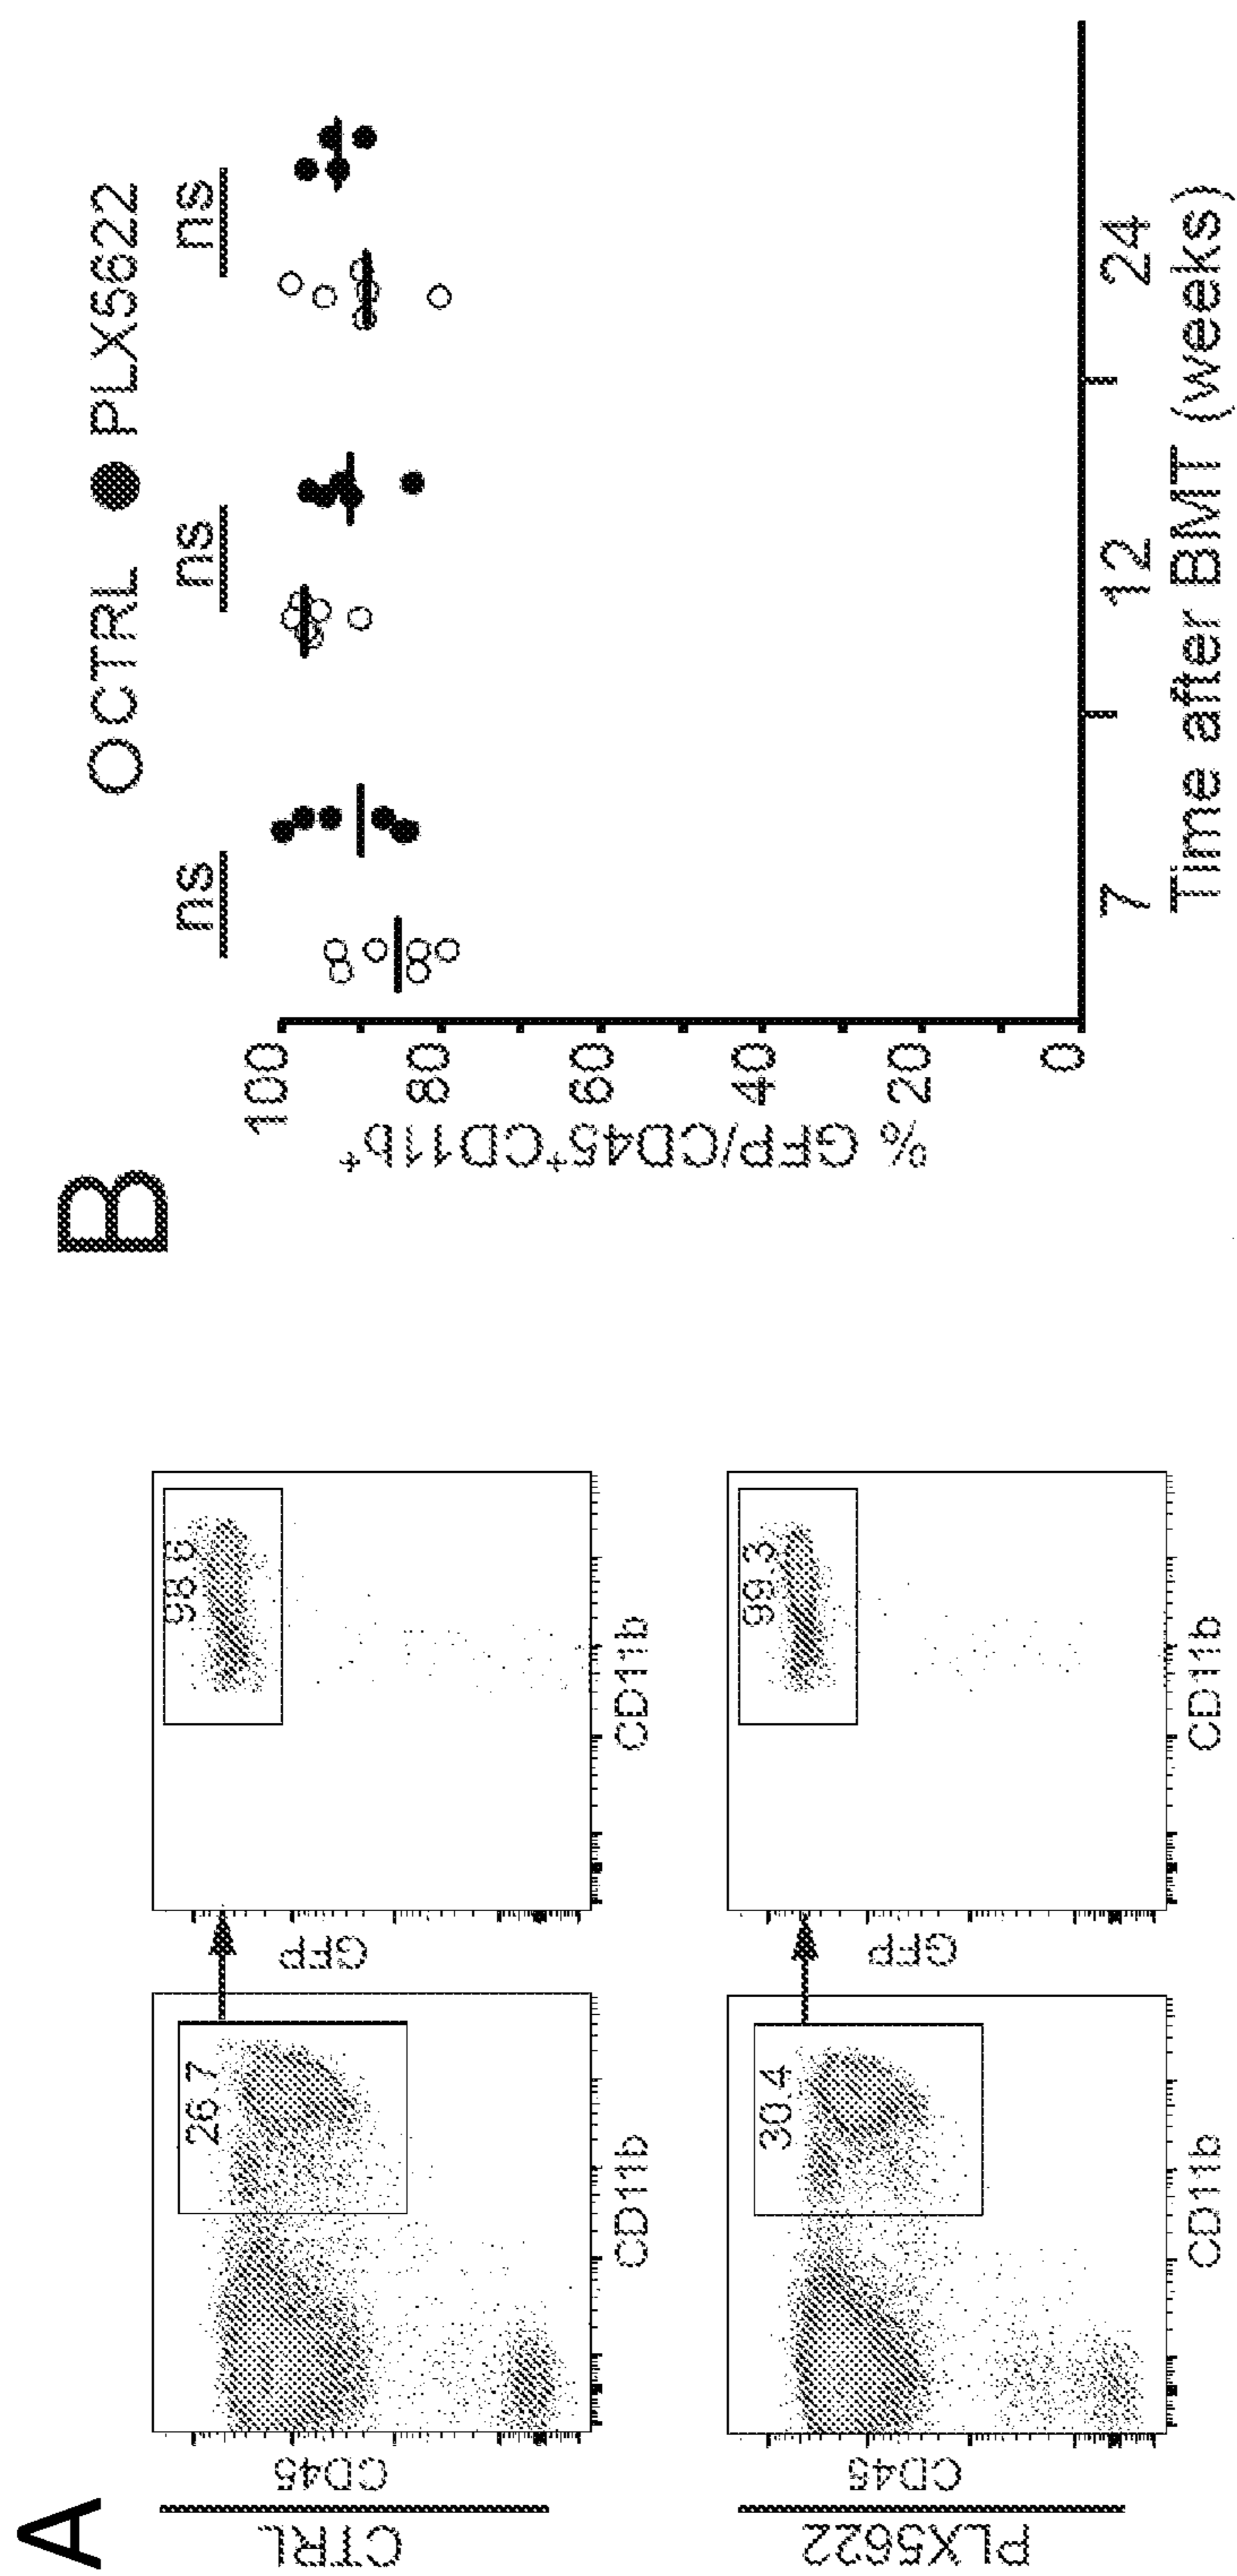 A
CTRL
CD45
26.7
CD11b
GFP
98.8
CD11b
PLX5622
CD45
30.4
CD11b
GFP
99.3
CD11b
B
CTRL PLX5622
ns ns ns
% GFP/CD45⁺CD11b⁺
100
80
60
40
20
0
7 12 24
Time after BMT (weeks)